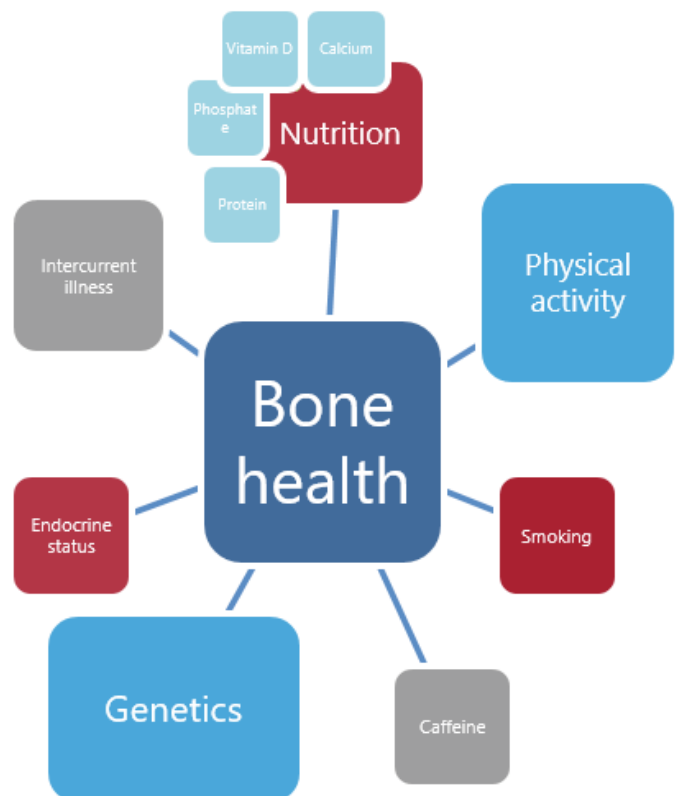 Vitamin D
Calcium
Phosphat
e
Nutrition
Protein
Intercurrent
illness
Physical
activity
Bone
health
Endocrine
status
Smoking
Genetics
Caffeine